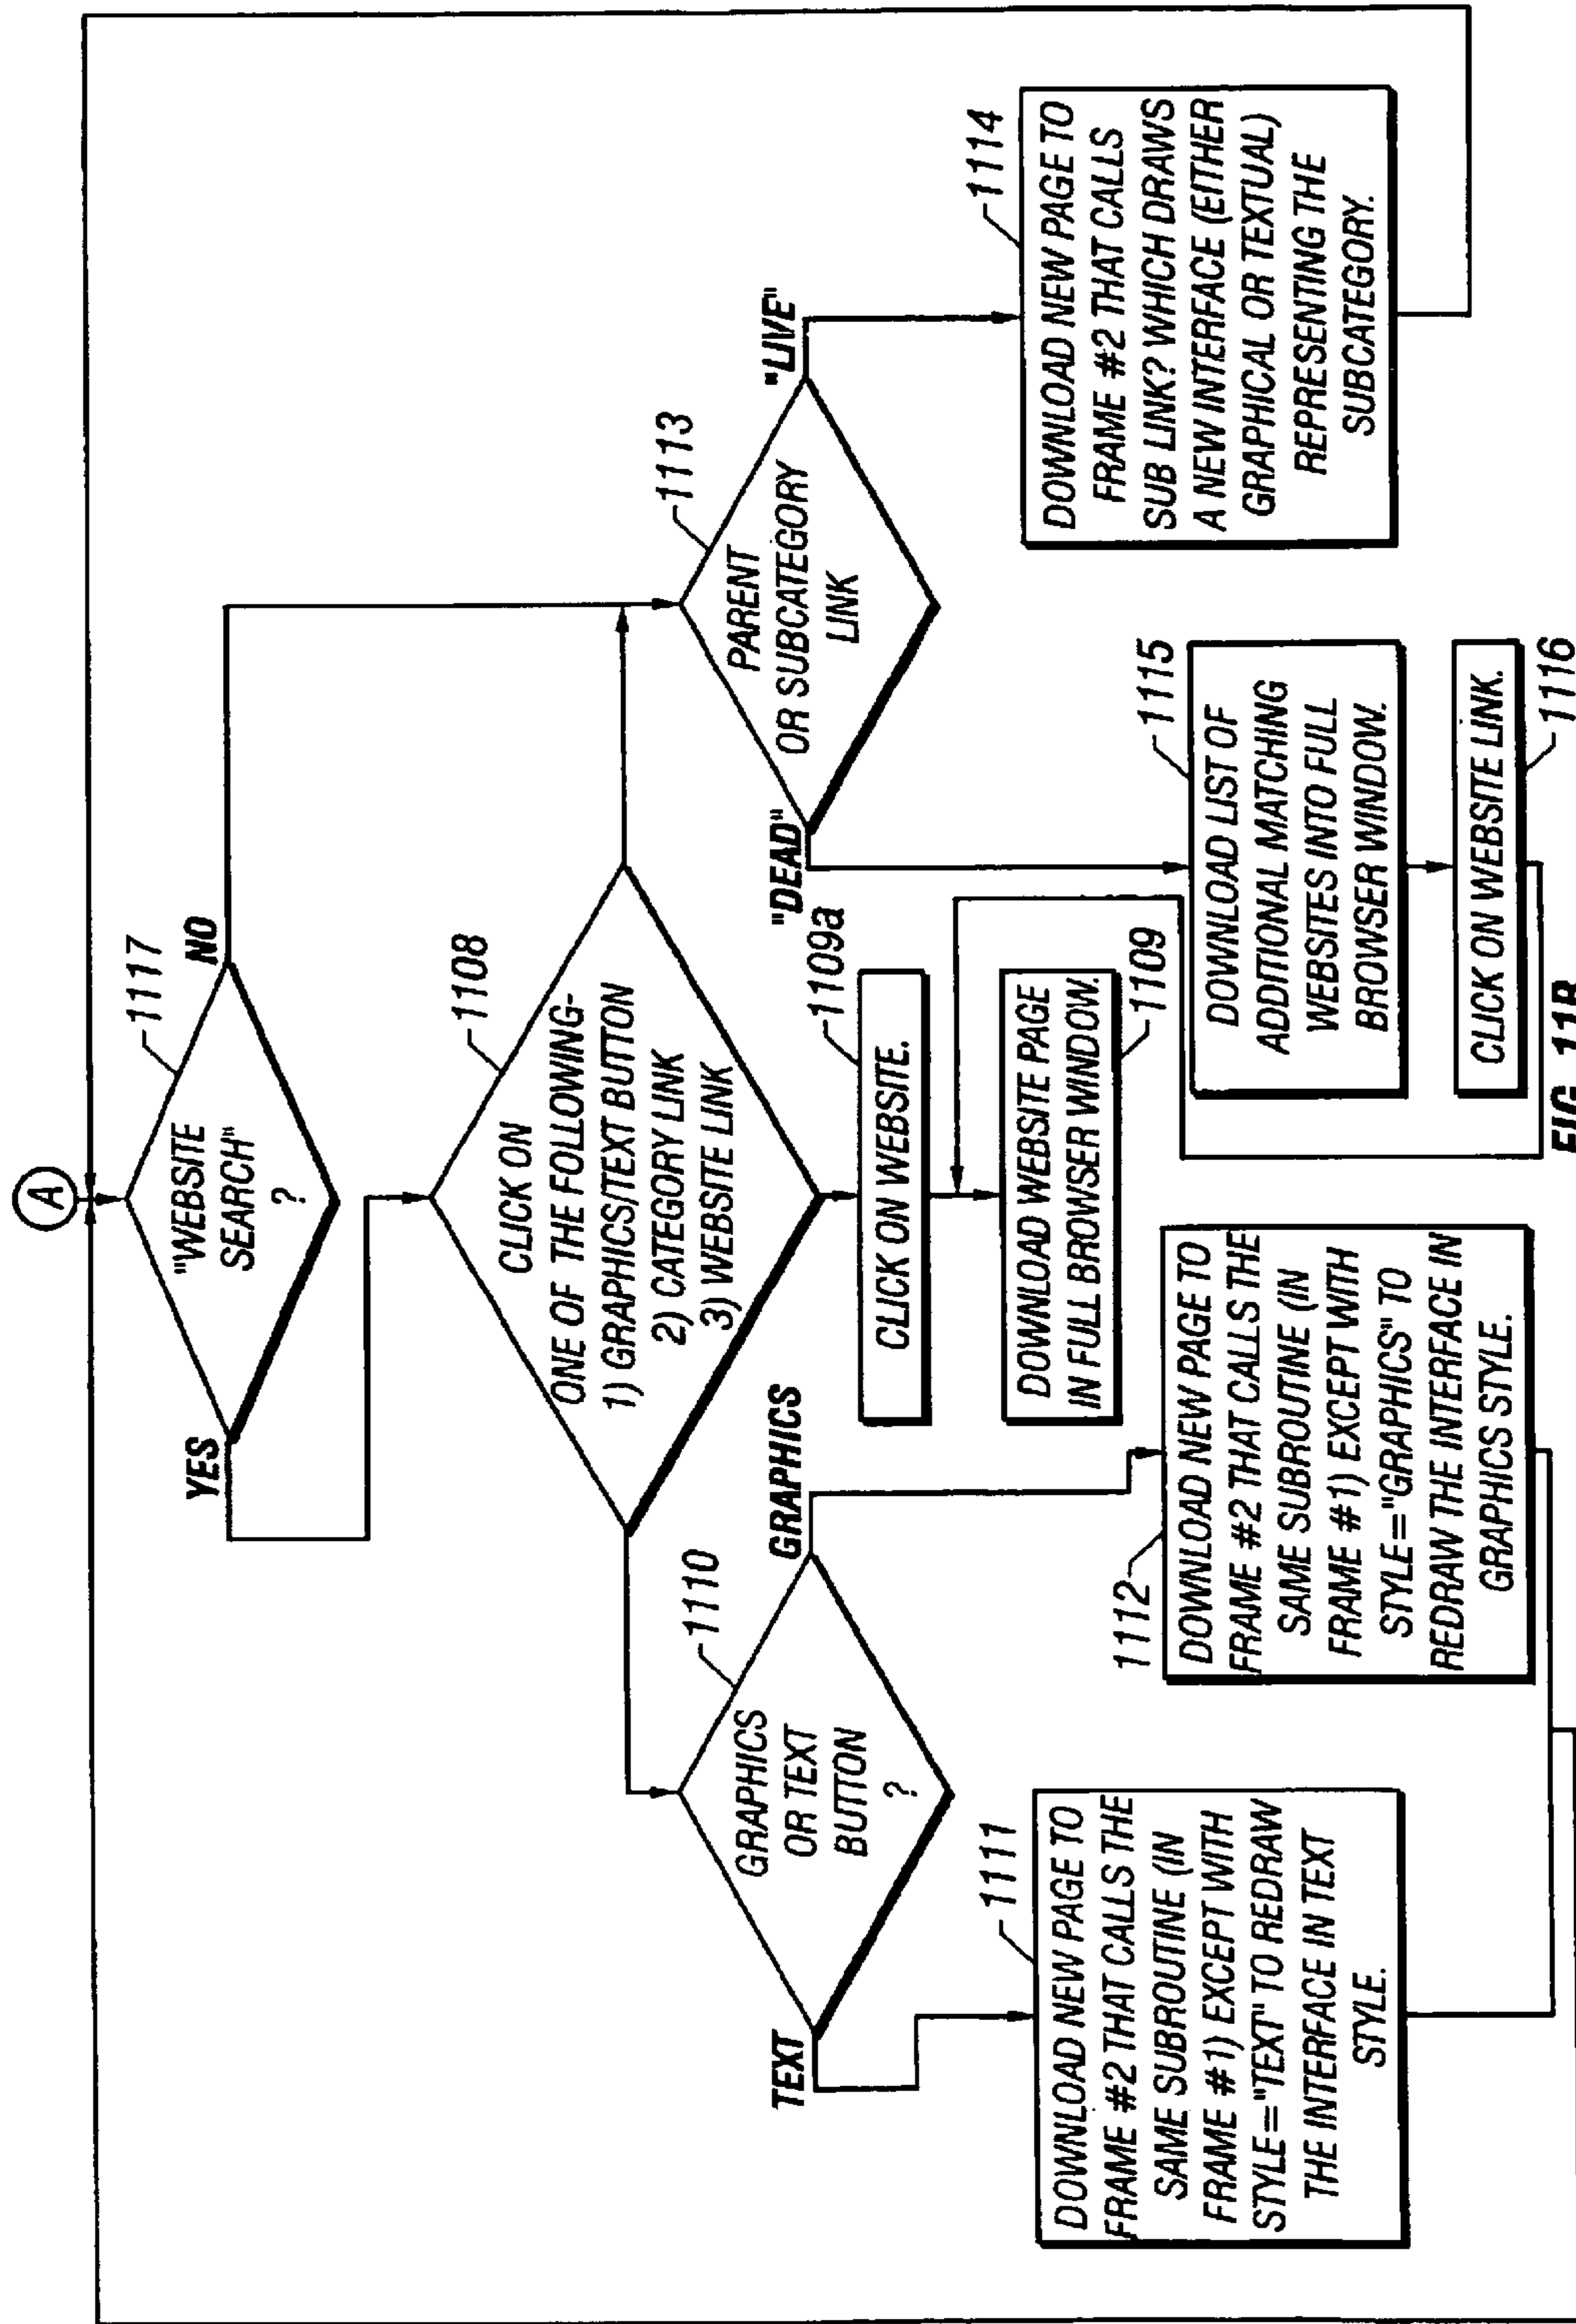 A
"WEBSITE
SEARCH"
?
1117
YES
NO
CLICK ON
ONE OF THE FOLLOWING-
1) GRAPHICS/TEXT BUTTON
2) CATEGORY LINK
3) WEBSITE LINK
1108
GRAPHICS
OR TEXT
BUTTON
?
1110
TEXT
GRAPHICS
CLICK ON WEBSITE.
1109a
DOWNLOAD WEBSITE PAGE
IN FULL BROWSER WINDOW.
1109
PARENT
OR SUBCATEGORY
LINK
1113
"DEAD"
"LIVE"
DOWNLOAD NEW PAGE TO
FRAME #2 THAT CALLS THE
SAME SUBROUTINE (IN
FRAME #1) EXCEPT WITH
STYLE="TEXT" TO REDRAW
THE INTERFACE IN TEXT
STYLE.
1111
1112
DOWNLOAD NEW PAGE TO
FRAME #2 THAT CALLS THE
SAME SUBROUTINE (IN
FRAME #1) EXCEPT WITH
STYLE="GRAPHICS" TO
REDRAW THE INTERFACE IN
GRAPHICS STYLE.
DOWNLOAD LIST OF
ADDITIONAL MATCHING
WEBSITES INTO FULL
BROWSER WINDOW.
1115
CLICK ON WEBSITE LINK.
1116
DOWNLOAD NEW PAGE TO
FRAME #2 THAT CALLS
SUB LINK? WHICH DRAWS
A NEW INTERFACE (EITHER
GRAPHICAL OR TEXTUAL)
REPRESENTING THE
SUBCATEGORY.
1114
FIG. 11B